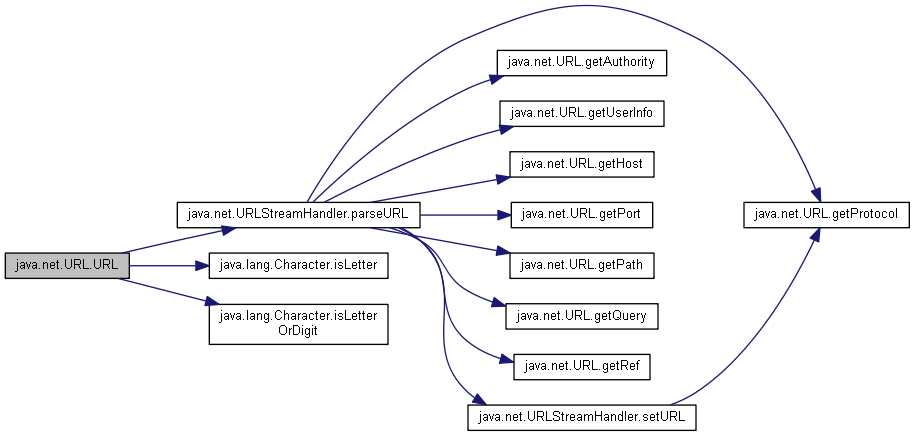 java.net.URL.URL
java.net.URLStreamHandler.parseURL
java.lang.Character.isLetter
java.lang.Character.isLetter
OrDigit
java.net.URL.getAuthority
java.net.URL.getUserInfo
java.net.URL.getHost
java.net.URL.getPort
java.net.URL.getPath
java.net.URL.getQuery
java.net.URL.getRef
java.net.URLStreamHandler.setURL
java.net.URL.getProtocol